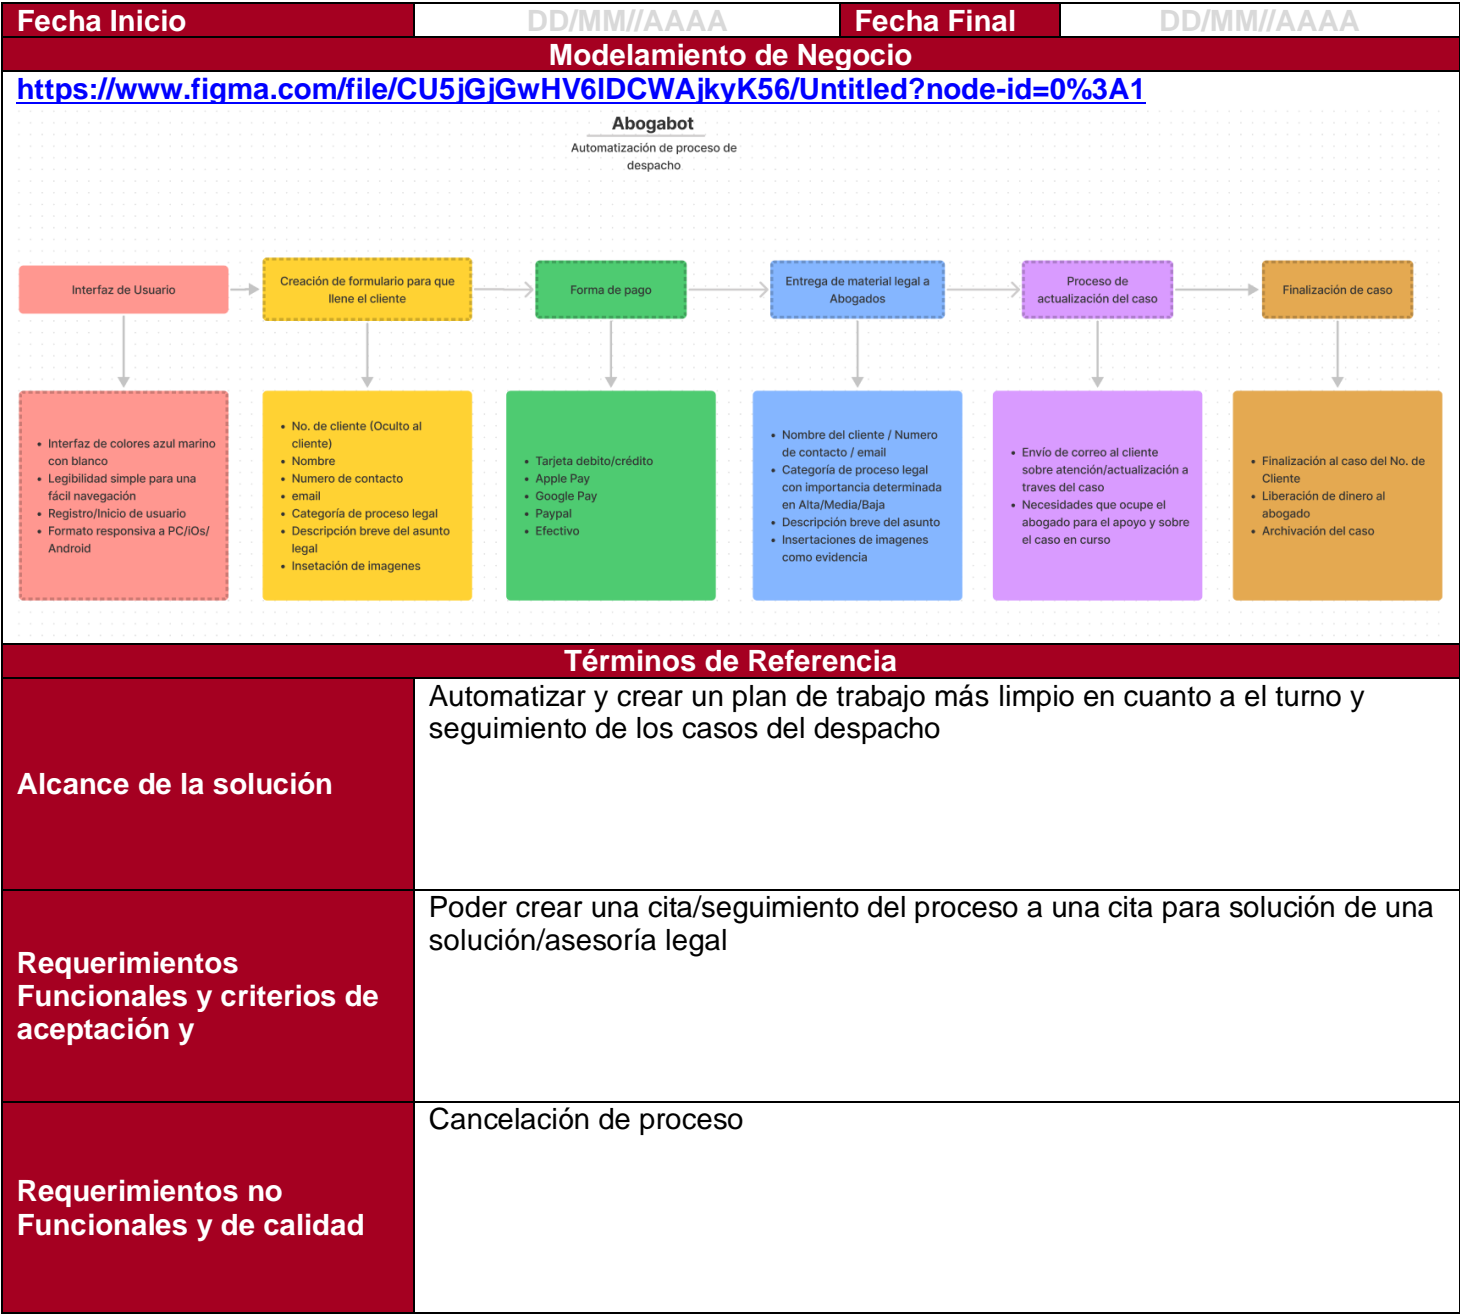 Fecha Inicio DD/MM//AAAA Fecha Final DD/MM//AAAA
Modelamiento de Negocio
https://www.figma.com/file/CU5jGjGwHV6lDCWAjkyK56/Untitled?node-id=0%3A1
Abogabot
Automatización de proceso de
despacho
Interfaz de Usuario
Creación de formulario para que
llene el cliente
Forma de pago
Entrega de material legal a
Abogados
Proceso de
actualización del caso
Finalización de caso
• Interfaz de colores azul marino
con blanco
• Legibilidad simple para una
fácil navegación
• Registro/Inicio de usuario
• Formato responsiva a PC/iOs/
Android
• No. de cliente (Oculto al
cliente)
• Nombre
• Numero de contacto
• email
• Categoría de proceso legal
• Descripción breve del asunto
legal
• Insetación de imagenes
• Tarjeta debito/crédito
• Apple Pay
• Google Pay
• Paypal
• Efectivo
• Nombre del cliente / Numero
de contacto / email
• Categoría de proceso legal
con importancia determinada
en Alta/Media/Baja
• Descripción breve del asunto
• Insertaciones de imagenes
como evidencia
• Envío de correo al cliente
sobre atención/actualización a
traves del caso
• Necesidades que ocupe el
abogado para el apoyo y sobre
el caso en curso
• Finalización al caso del No. de
Cliente
• Liberación de dinero al
abogado
• Archivación del caso
Términos de Referencia
Alcance de la solución
Automatizar y crear un plan de trabajo más limpio en cuanto a el turno y
seguimiento de los casos del despacho
Requerimientos
Funcionales y criterios de
aceptación y
Poder crear una cita/seguimiento del proceso a una cita para solución de una
solución/asesoría legal
Requerimientos no
Funcionales y de calidad
Cancelación de proceso